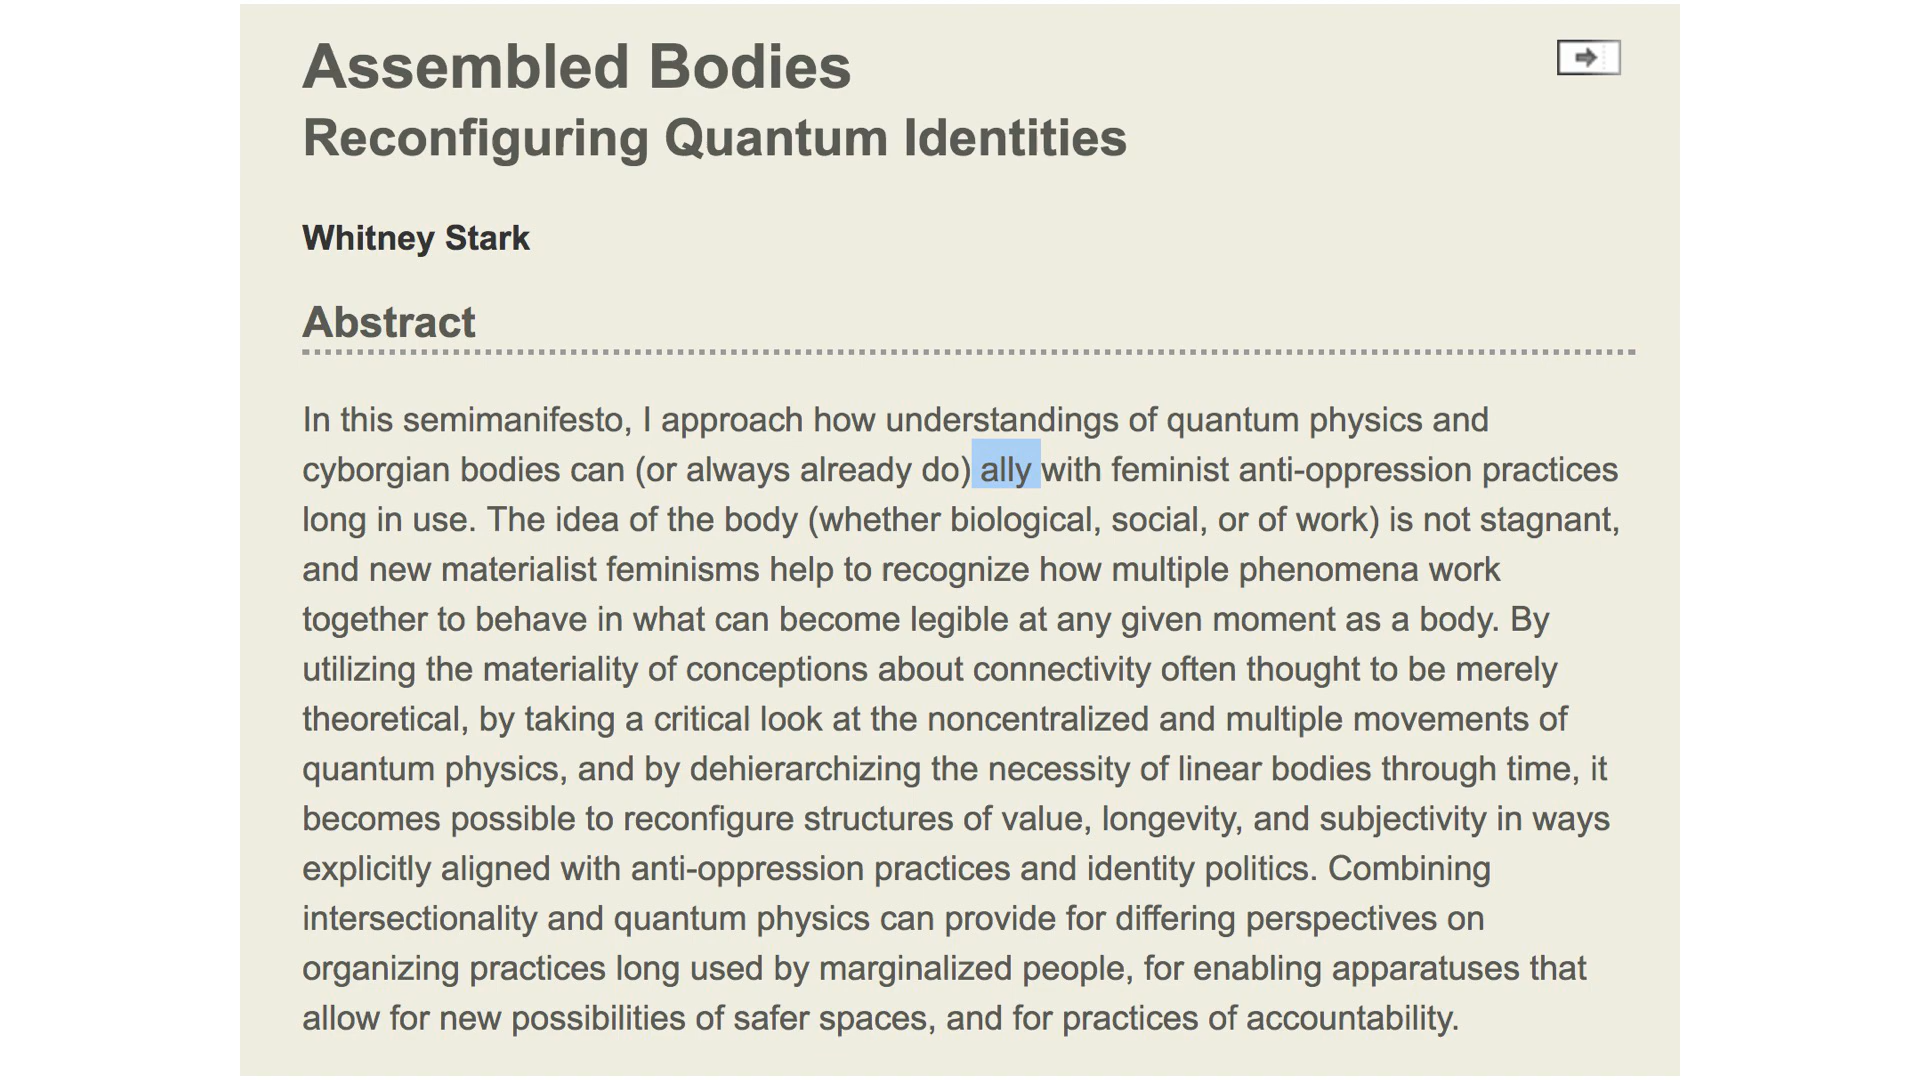 Assembled Bodies
Reconfiguring Quantum Identities
Whitney Stark
Abstract
In this semimanifesto, I approach how understandings of quantum physics and
cyborgian bodies can (or always already do) ally with feminist anti-oppression practices
long in use. The idea of the body (whether biological, social, or of work) is not stagnant,
and new materialist feminisms help to recognize how multiple phenomena work
together to behave in what can become legible at any given moment as a body. By
utilizing the materiality of conceptions about connectivity often thought to be merely
theoretical, by taking a critical look at the noncentralized and multiple movements of
quantum physics, and by dehierarchizing the necessity of linear bodies through time, it
becomes possible to reconfigure structures of value, longevity, and subjectivity in ways
explicitly aligned with anti-oppression practices and identity politics. Combining
intersectionality and quantum physics can provide for differing perspectives on
organizing practices long used by marginalized people, for enabling apparatuses that
allow for new possibilities of safer spaces, and for practices of accountability.